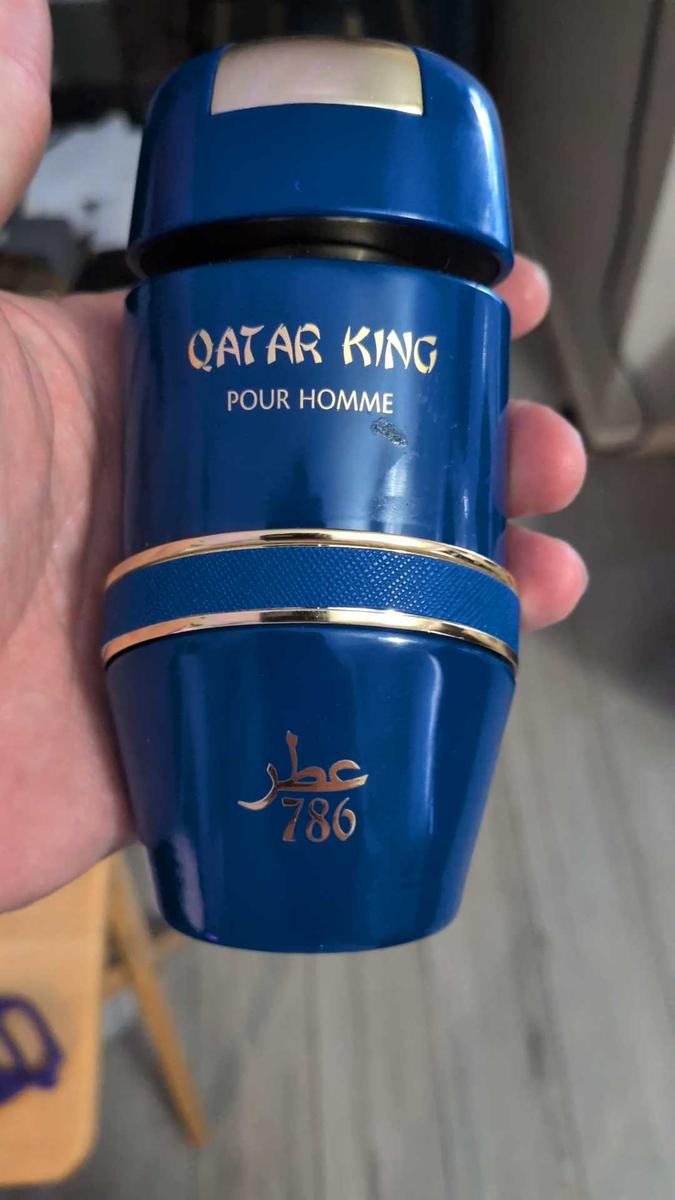 QATAR KING
POUR HOMME
عطر
786